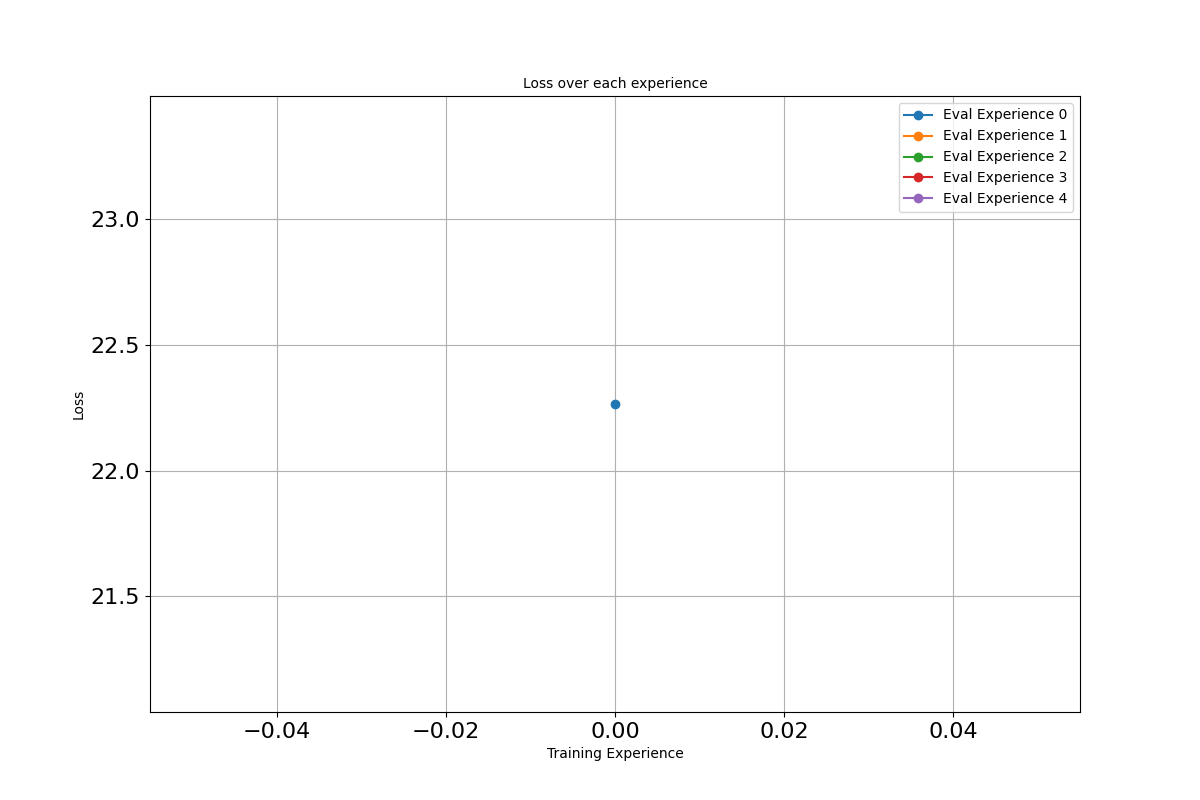 Loss over each experience
Eval Experience 0
Eval Experience 1
Eval Experience 2
Eval Experience 3
Eval Experience 4
23.0
22.5
22.0
21.5
Loss
−0.04
−0.02
0.00
0.02
0.04
Training Experience